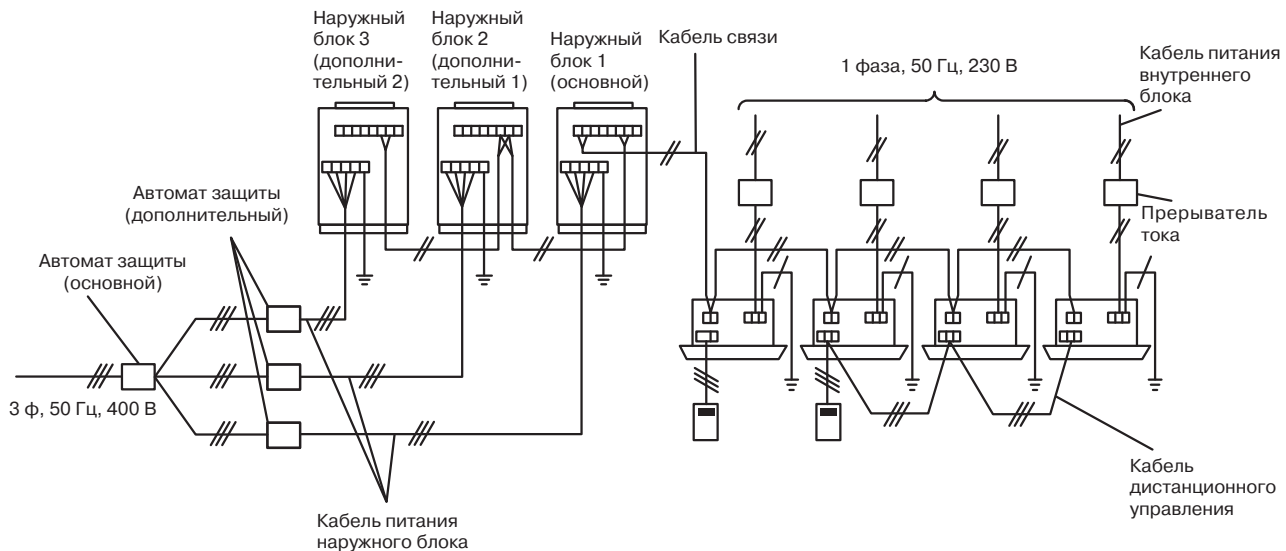 Наружный
блок 3
(дополни-
тельный 2)
Наружный
блок 2
(дополни-
тельный 1)
Наружный
блок 1
(основной)
Кабель связи
1 фаза, 50 Гц, 230 В
Кабель питания
внутреннего
блока
Прерыватель
тока
Автомат защиты
(дополнительный)
Автомат защиты
(основной)
3 ф, 50 Гц, 400 В
Кабель питания
наружного блока
Кабель
дистанционного
управления